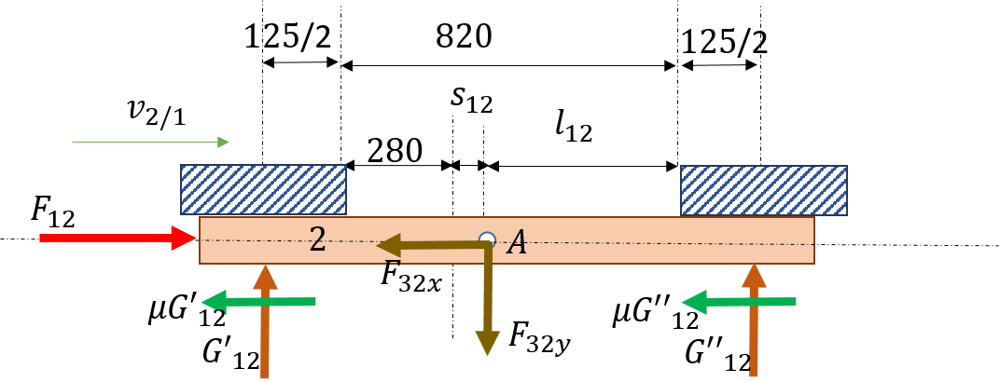 125/2
820
125/2
s₁₂
v₂/₁
l₁₂
280
F₁₂
2
A
F₃₂ₓ
μG'₁₂
μG''₁₂
F₃₂y
G'₁₂
G''₁₂